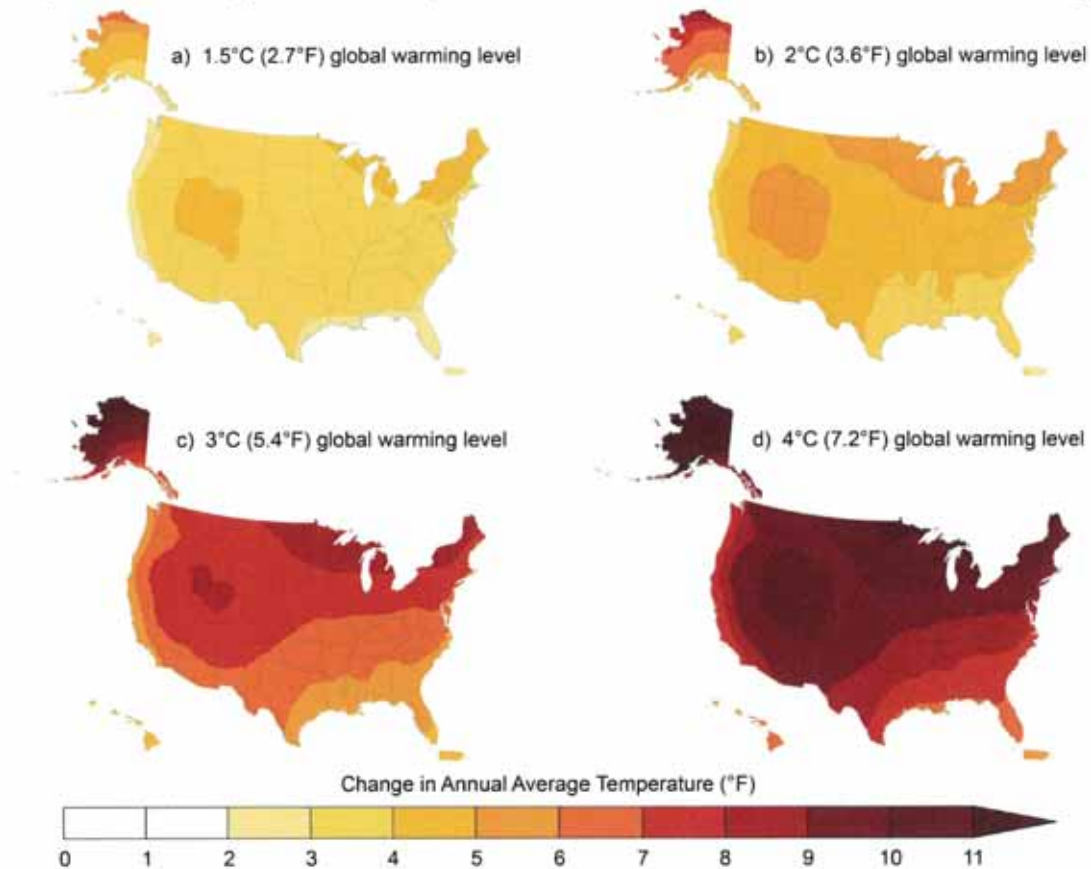 a) 1.5°C (2.7°F) global warming level
b) 2°C (3.6°F) global warming level
c) 3°C (5.4°F) global warming level
d) 4°C (7.2°F) global warming level
Change in Annual Average Temperature (°F)
0 1 2 3 4 5 6 7 8 9 10 11